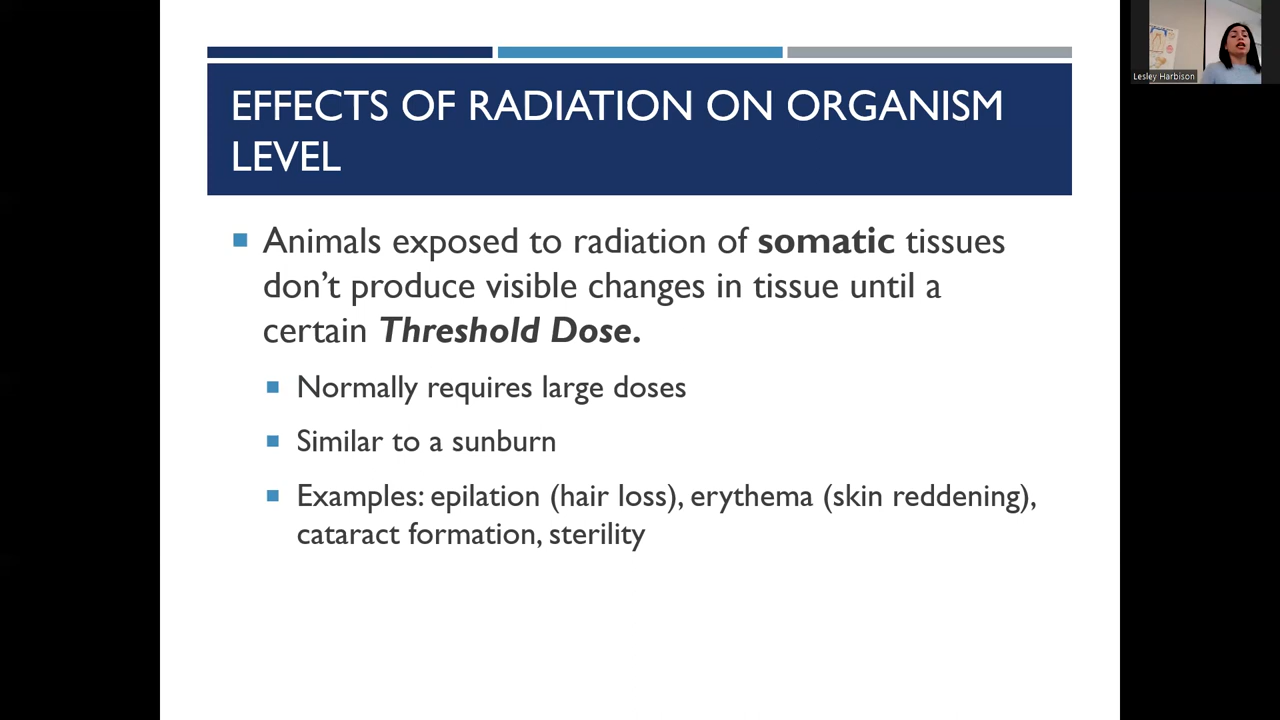 EFFECTS OF RADIATION ON ORGANISM
LEVEL
Animals exposed to radiation of somatic tissues
don't produce visible changes in tissue until a
certain Threshold Dose.
Normally requires large doses
Similar to a sunburn
Examples: epilation (hair loss), erythema (skin reddening),
cataract formation, sterility
Lesley Harbison